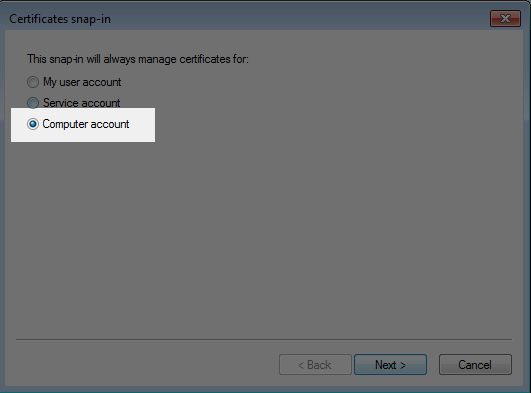 Certificates snap-in
This snap-in will always manage certificates for:
My user account
Service account
Computer account
< Back
Next >
Cancel